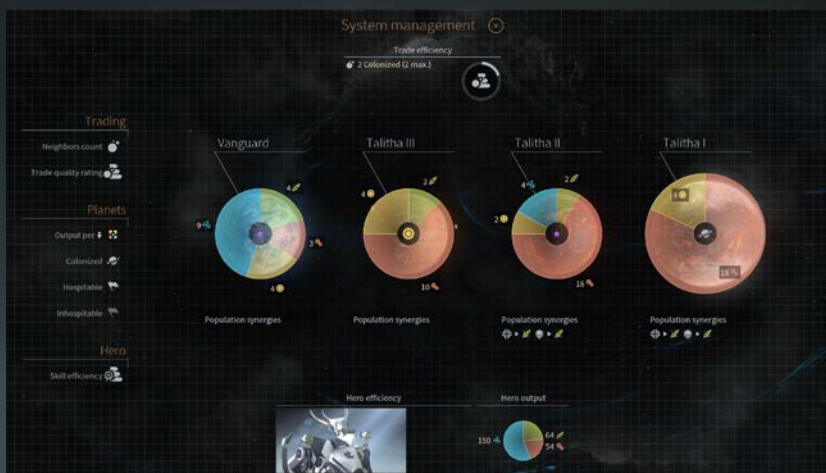 System management
Trade efficiency
2 Colonized (2 max.)
Trading
Neighbors count
Trade quality rating
Planets
Output per
Colonized
Hospitable
Inhospitable
Hero
Skill efficiency
Vanguard
4
9
3
4
Population synergies
Talitha III
4
2
10
Population synergies
Talitha II
4
2
2
16
Population synergies
Talitha I
18
Population synergies
Hero efficiency
Hero output
150
64
54